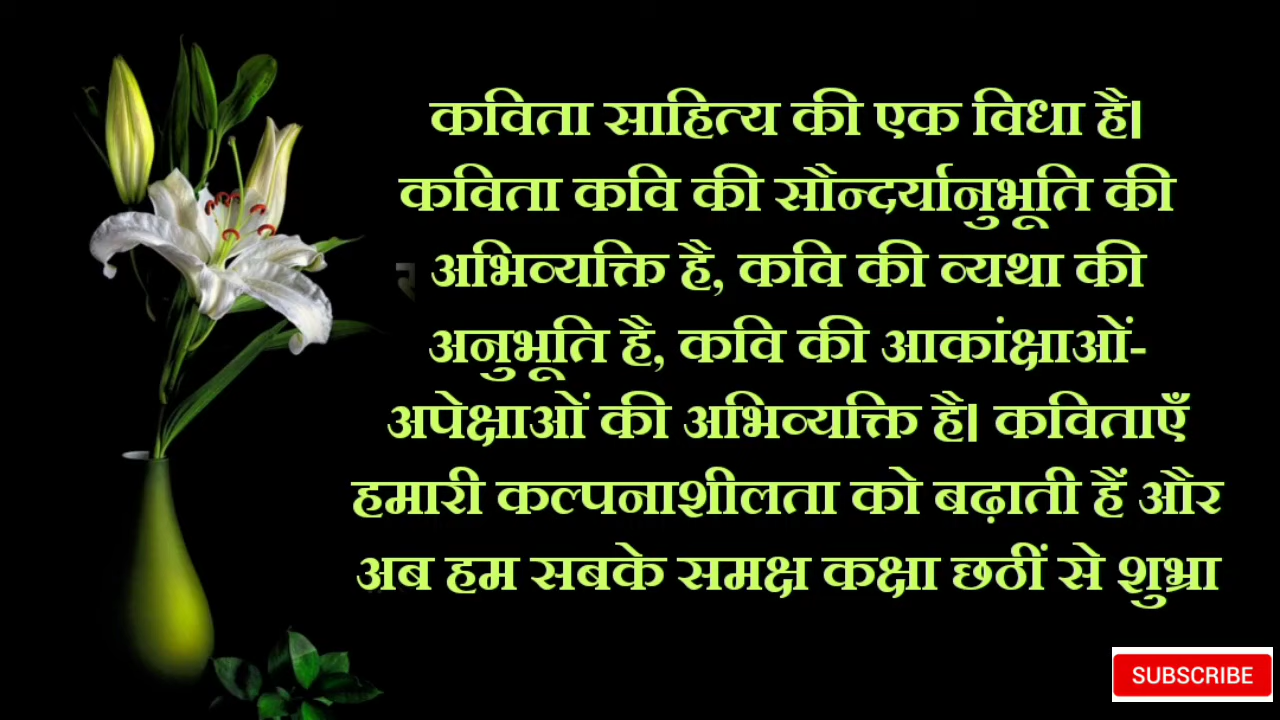 कविता साहित्य की एक विधा है।
कविता कवि की सौन्दर्यानुभूति की
अभिव्यक्ति है, कवि की व्यथा की
अनुभूति है, कवि की आकांक्षाओं-
अपेक्षाओं की अभिव्यक्ति है। कविताएँ
हमारी कल्पनाशीलता को बढ़ाती हैं और
अब हम सबके समक्ष कक्षा छठीं से शुभ्रा
SUBSCRIBE